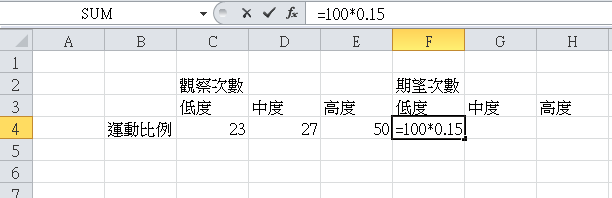 SUM fx =100*0.15
A B C D E F G H
1
2 觀察次數 期望次數
3 低度 中度 高度 低度 中度 高度
4 運動比例 23 27 50 =100*0.15
5
6
7